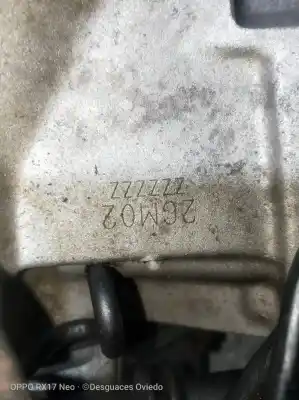 2GM02
ZZZZZZ
OPPO RX17 Neo · ©Desguaces Oviedo